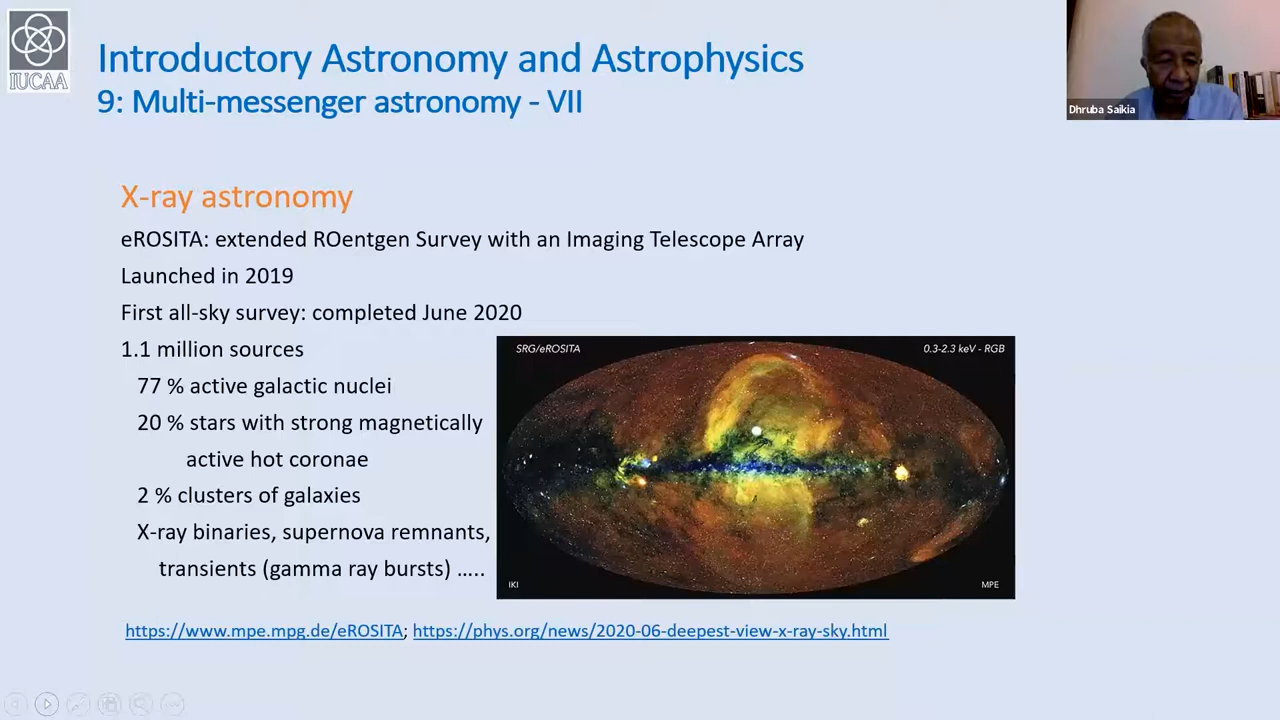 IUCAA
Introductory Astronomy and Astrophysics
9: Multi-messenger astronomy - VII
Dhruba Saikia
X-ray astronomy
eROSITA: extended ROentgen Survey with an Imaging Telescope Array
Launched in 2019
First all-sky survey: completed June 2020
1.1 million sources
77 % active galactic nuclei
20 % stars with strong magnetically
active hot coronae
2 % clusters of galaxies
X-ray binaries, supernova remnants,
transients (gamma ray bursts) …..
SRG/eROSITA
0.3-2.3 keV - RGB
IKI
MPE
https://www.mpe.mpg.de/eROSITA; https://phys.org/news/2020-06-deepest-view-x-ray-sky.html